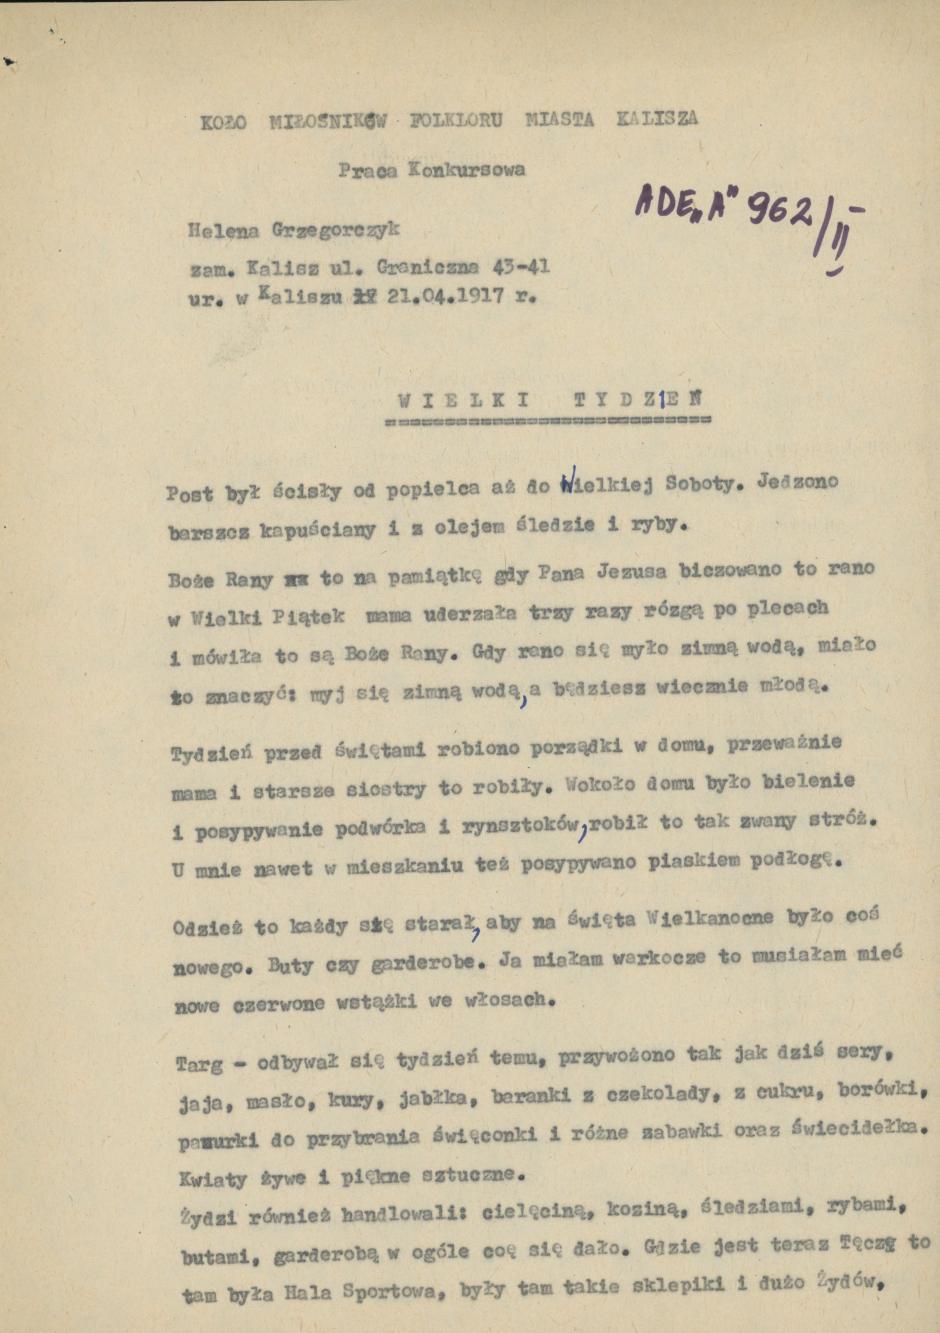 KOŁO MIŁOŚNIKÓW FOLKLORU MIASTA KALISZA
Praca Konkursowa
ADE„A" 962/II
Helena Grzegorczyk
zam. Kalisz ul. Graniczna 43-41
ur. w Kaliszu 21.04.1917 r.
WIELKI TYDZIEŃ
Post był ścisły od popielca aż do Wielkiej Soboty. Jedzono
barszcz kapuściany i z olejem śledzie i ryby.
Boże Rany to na pamiątkę gdy Pana Jezusa biczowano to rano
w Wielki Piątek mama uderzała trzy razy rózgą po plecach
i mówiła to są Boże Rany. Gdy rano się myło zimną wodą, miało
to znaczyć: myj się zimną wodą, a będziesz wiecznie młodą.
Tydzień przed świętami robiono porządki w domu, przeważnie
mama i starsze siostry to robiły. Wokoło domu było bielenie
i posypywanie podwórka i rynsztoków, robił to tak zwany stróż.
U mnie nawet w mieszkaniu też posypywano piaskiem podłogę.
Odzież to każdy się starał, aby na święta Wielkanocne było coś
nowego. Buty czy garderobe. Ja miałam warkocze to musiałam mieć
nowe czerwone wstążki we włosach.
Targ - odbywał się tydzień temu, przywożono tak jak dziś sery,
jaja, masło, kury, jabłka, baranki z czekolady, z cukru, borówki,
pazurki do przybrania święconki i różne zabawki oraz świecidełka.
Kwiaty żywe i piękne sztuczne.
Żydzi również handlowali: cielęciną, koziną, śledziami, rybami,
butami, garderobą w ogóle coę się dało. Gdzie jest teraz Tęczę to
tam była Hala Sportowa, były tam takie sklepiki i dużo Żydów,